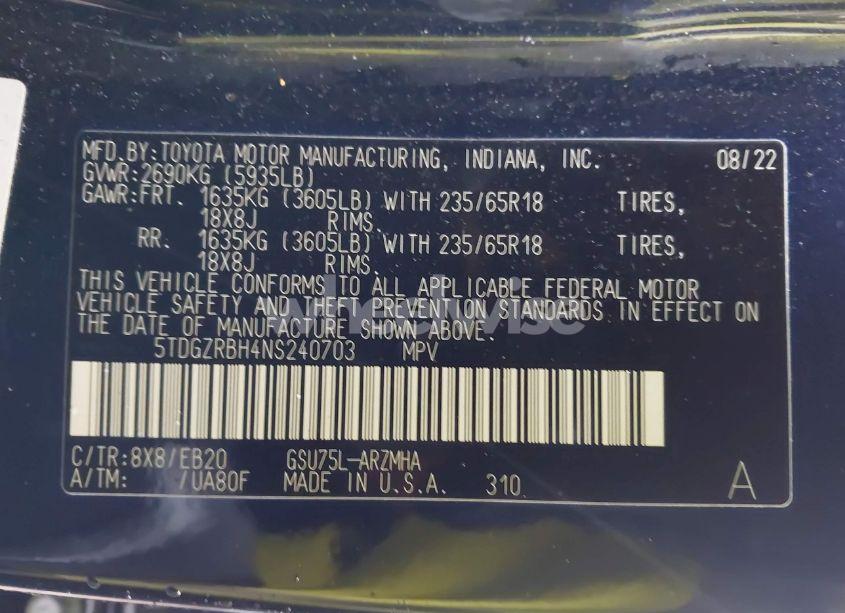 MFD.BY:TOYOTA MOTOR MANUFACTURING, INDIANA, INC. 08/22
GVWR:2690KG (5935LB)
GAWR:FRT. 1635KG (3605LB) WITH 235/65R18 TIRES,
18X8J RIMS.
RR. 1635KG (3605LB) WITH 235/65R18 TIRES,
18X8J RIMS.
THIS VEHICLE CONFORMS TO ALL APPLICABLE FEDERAL MOTOR
VEHICLE SAFETY AND THEFT PREVENTION STANDARDS IN EFFECT ON
THE DATE OF MANUFACTURE SHOWN ABOVE.
wheelwise
5TDGZRBH4NS240703 MPV
C/TR:8X8/EB20 GSU75L-ARZMHA
A/TM: /UA80F MADE IN U.S.A. 310 A